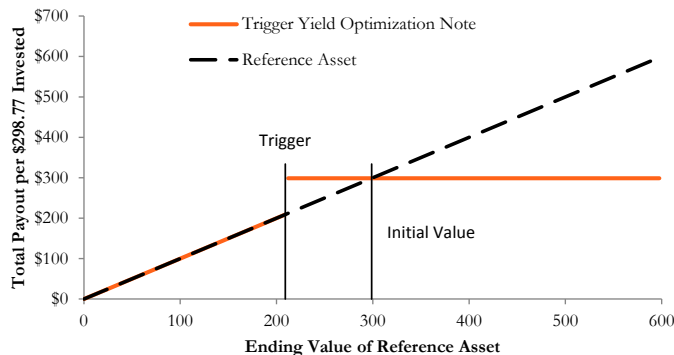 Total Payout per $298.77 Invested
$700
$600
$500
$400
$300
$200
$100
$0
Trigger Yield Optimization Note
Reference Asset
Trigger
Initial Value
0 100 200 300 400 500 600
Ending Value of Reference Asset